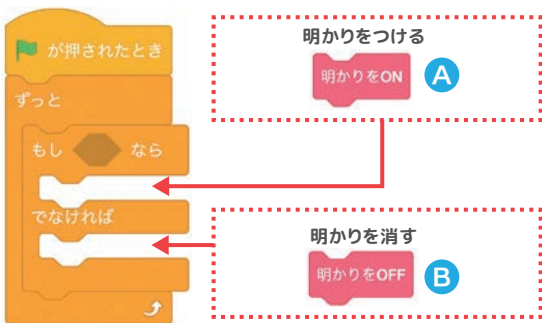 が押されたとき
ずっと
もし なら
でなければ
明かりをつける
明かりをON A
明かりを消す
明かりをOFF B